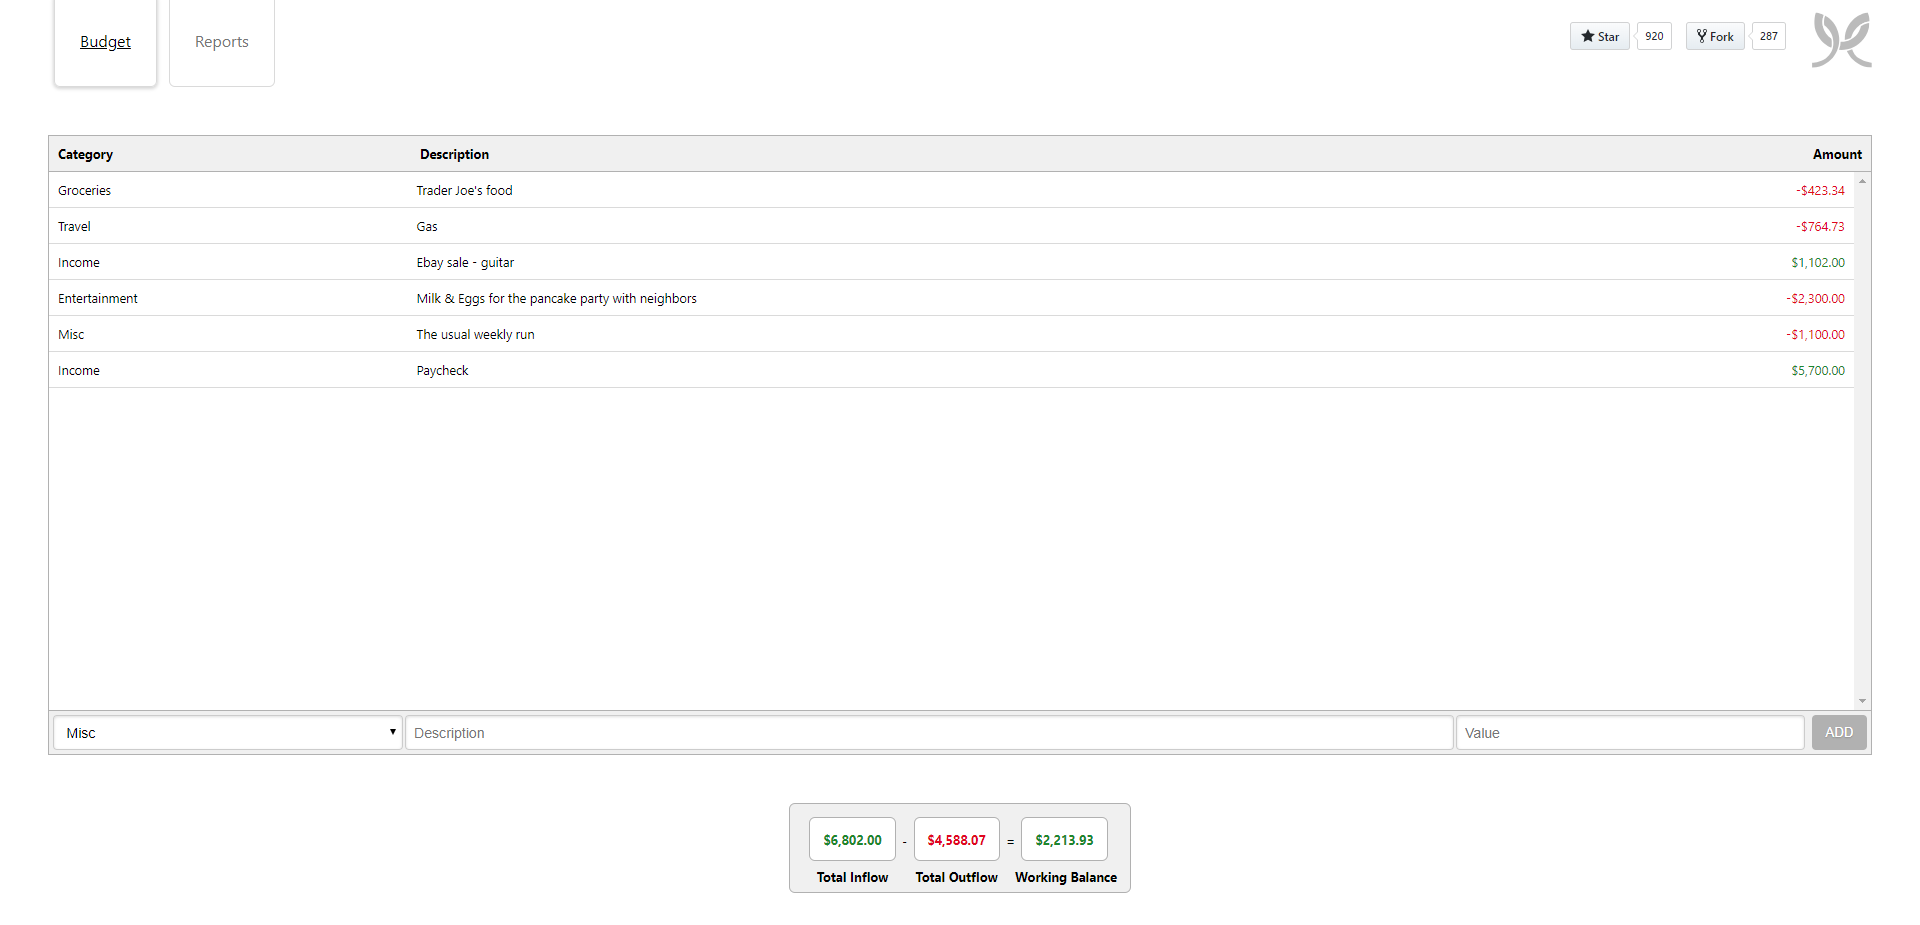 Budget Reports Star 920 Fork 287
Category Description Amount
Groceries Trader Joe's food -$423.34
Travel Gas -$764.73
Income Ebay sale - guitar $1,102.00
Entertainment Milk & Eggs for the pancake party with neighbors -$2,300.00
Misc The usual weekly run -$1,100.00
Income Paycheck $5,700.00
Misc Description Value ADD
$6,802.00 - $4,588.07 = $2,213.93
Total Inflow Total Outflow Working Balance